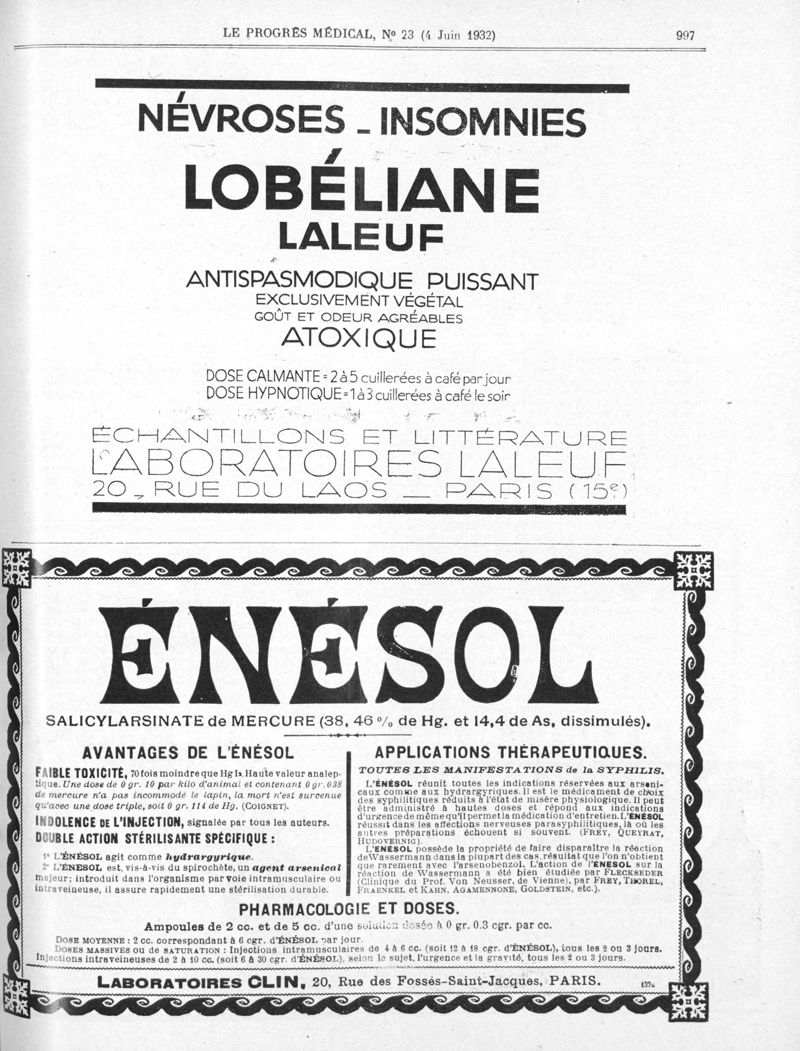 LE PROGRÈS MÉDICAL, No 23 (4 Juin 1932)
997
NÉVROSES - INSOMNIES
LOBÉLIANE
LALEUF
ANTISPASMODIQUE PUISSANT
EXCLUSIVEMENT VÉGÉTAL
GOÛT ET ODEUR AGRÉABLES
ATOXIQUE
DOSE CALMANTE = 2 à 5 cuillerées à café par jour
DOSE HYPNOTIQUE = 1 à 3 cuillerées à café le soir
ÉCHANTILLONS ET LITTÉRATURE
LABORATOIRES LALEUF
20, RUE DU LAOS — PARIS (15e)
ÉNÉSOL
SALICYLARSINATE de MERCURE (38, 46 % de Hg. et 14,4 de As, dissimulés).
AVANTAGES DE L'ÉNÉSOL
FAIBLE TOXICITÉ, 70 fois moindre que Hg I2. Haute valeur analep-
tique. Une dose de 0 gr. 10 par kilo d'animal et contenant 0 gr. 038
de mercure n'a pas incommodé le lapin, la mort n'est survenue
qu'avec une dose triple, soit 0 gr. 114 de Hg. (COIGNET).
INDOLENCE DE L'INJECTION, signalée par tous les auteurs.
DOUBLE ACTION STÉRILISANTE SPÉCIFIQUE :
1° L'ÉNÉSOL agit comme hydrargyrique.
2° L'ÉNÉSOL est, vis-à-vis du spirochète, un agent arsenical
majeur; introduit dans l'organisme par voie intramusculaire ou
intraveineuse, il assure rapidement une stérilisation durable.
APPLICATIONS THÉRAPEUTIQUES.
TOUTES LES MANIFESTATIONS de la SYPHILIS.
L'ÉNÉSOL réunit toutes les indications réservées aux arseni-
caux comme aux hydrargyriques. Il est le médicament de choix
des syphilitiques réduits à l'état de misère physiologique. Il peut
être administré à hautes doses et répond aux indications
d'urgence de même qu'il permet la médication d'entretien. L'ÉNÉSOL
réussit dans les affections nerveuses parasyphilitiques, là où les
autres préparations échouent si souvent. (FREY, QUEYRAT,
HUDOVERNIG).
L'ÉNÉSOL possède la propriété de faire disparaître la réaction
de Wassermann dans la plupart des cas, résultat que l'on n'obtient
que rarement avec l'arsenobenzol. L'action de l'ÉNÉSOL sur la
réaction de Wassermann a été bien étudiée par FLECKSEDER
(Clinique du Prof. Von Neusser, de Vienne), par FREY, THOREL,
FRAENKEL et KAHN, AGAMENNONE, GOLDSTEIN, etc.).
PHARMACOLOGIE ET DOSES.
Ampoules de 2 cc. et de 5 cc. d'une solution dosée à 0 gr. 0.3 cgr. par cc.
DOSE MOYENNE : 2 cc. correspondant à 6 cgr. d'ÉNÉSOL par jour.
DOSES MASSIVES ou DE SATURATION : Injections intramusculaires de 4 à 6 cc. (soit 12 à 18 cgr. d'ÉNÉSOL), tous les 2 ou 3 jours.
Injections intraveineuses de 2 à 10 cc. (soit 6 à 30 cgr. d'ÉNÉSOL), selon le sujet, l'urgence et la gravité, tous les 2 ou 3 jours.
LABORATOIRES CLIN, 20, Rue des Fossés-Saint-Jacques, PARIS.